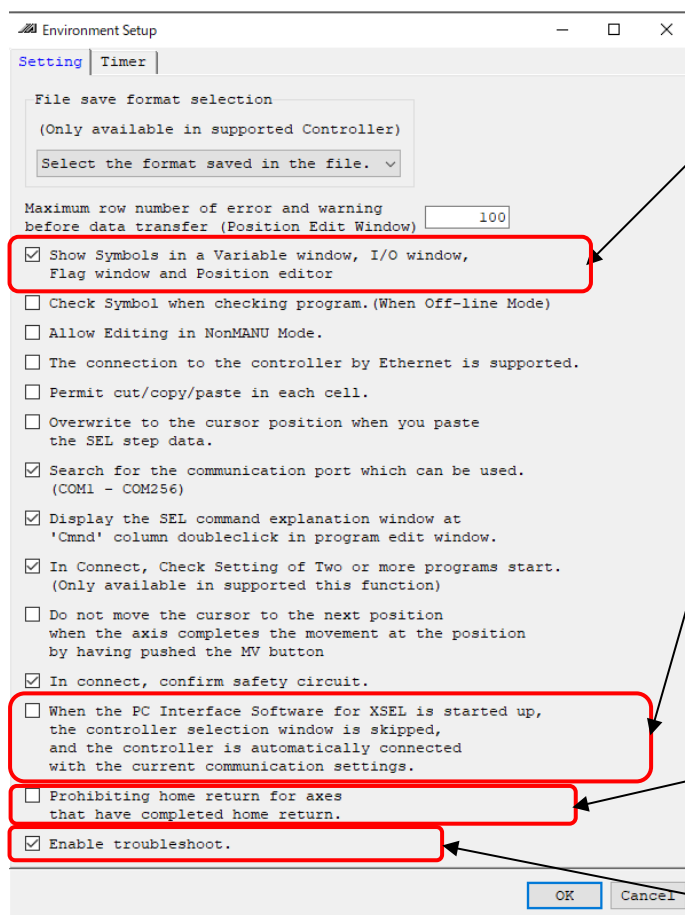 Environment Setup
Setting
Timer
File save format selection
(Only available in supported Controller)
Select the format saved in the file.
Maximum row number of error and warning
before data transfer (Position Edit Window)
100
Show Symbols in a Variable window, I/O window,
Flag window and Position editor
Check Symbol when checking program.(When Off-line Mode)
Allow Editing in NonMANU Mode.
The connection to the controller by Ethernet is supported.
Permit cut/copy/paste in each cell.
Overwrite to the cursor position when you paste
the SEL step data.
Search for the communication port which can be used.
(COM1 - COM256)
Display the SEL command explanation window at
'Cmnd' column doubleclick in program edit window.
In Connect, Check Setting of Two or more programs start.
(Only available in supported this function)
Do not move the cursor to the next position
when the axis completes the movement at the position
by having pushed the MV button
In connect, confirm safety circuit.
When the PC Interface Software for XSEL is started up,
the controller selection window is skipped,
and the controller is automatically connected
with the current communication settings.
Prohibiting home return for axes
that have completed home return.
Enable troubleshoot.
OK
Cancel